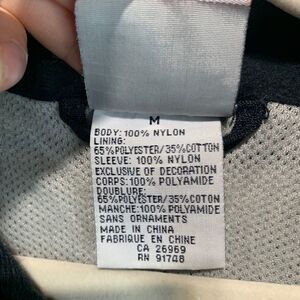 M
BODY: 100% NYLON
LINING:
65%POLYESTER/35%COTTON
SLEEVE: 100% NYLON
EXCLUSIVE OF DECORATION
CORPS: 100% POLYAMIDE
DOUBLURE:
65%POLYESTER/35%COTON
MANCHE:100% POLYAMIDE
SANS ORNAMENTS
MADE IN CHINA
FABRIQUE EN CHINE
CA 26969
RN 91748